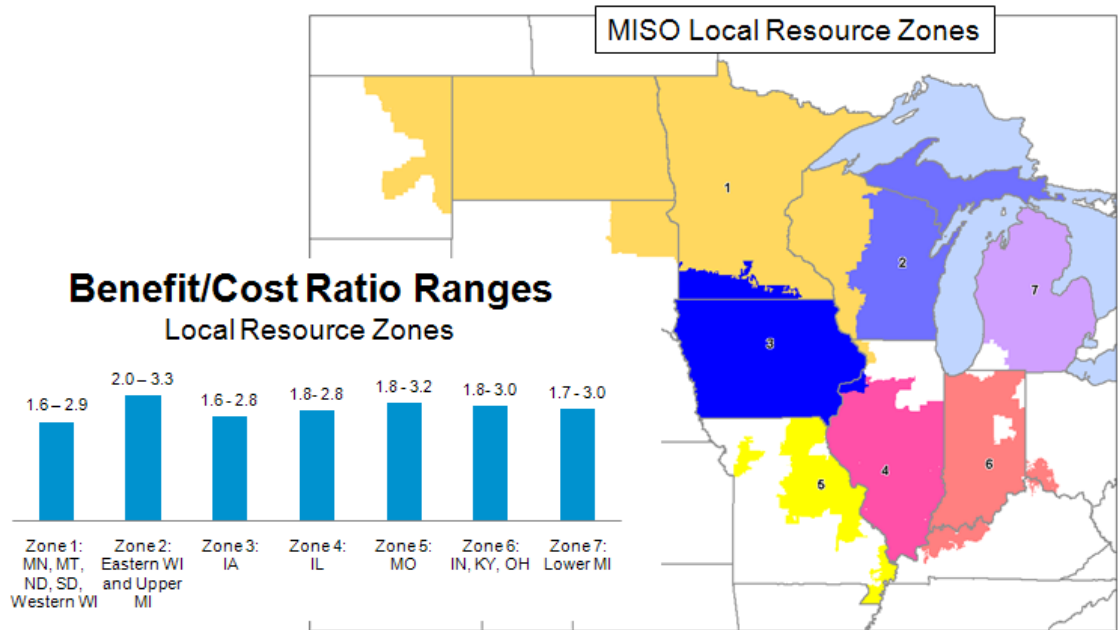 MISO Local Resource Zones
1
2
7
3
4
6
5
Benefit/Cost Ratio Ranges
Local Resource Zones
1.6 – 2.9
2.0 – 3.3
1.6 - 2.8
1.8- 2.8
1.8 - 3.2
1.8- 3.0
1.7 - 3.0
Zone 1:
MN, MT,
ND, SD,
Western WI
Zone 2:
Eastern WI
and Upper
MI
Zone 3:
IA
Zone 4:
IL
Zone 5:
MO
Zone 6:
IN, KY, OH
Zone 7:
Lower MI